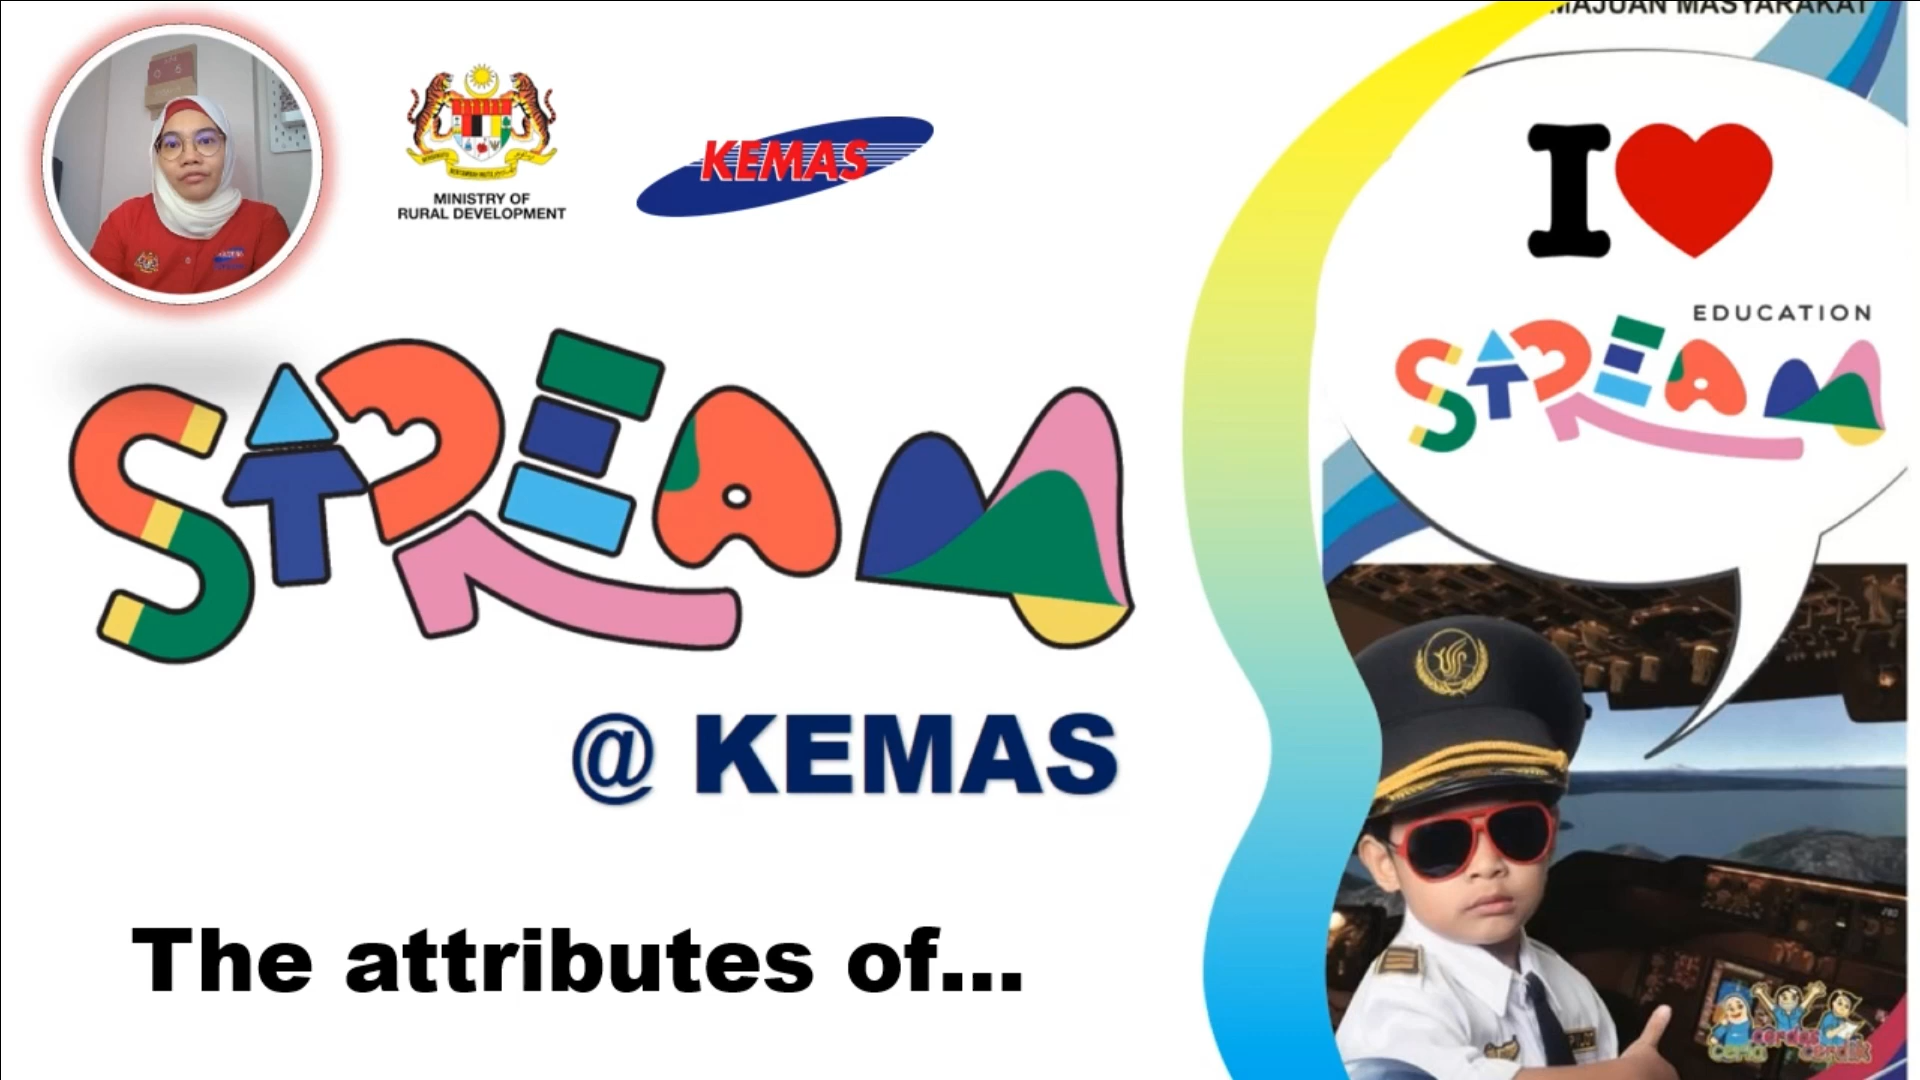 MAJUAN MASYARAKAT
MINISTRY OF
RURAL DEVELOPMENT
KEMAS
I
EDUCATION
STREAM
STREAM
@ KEMAS
The attributes of...